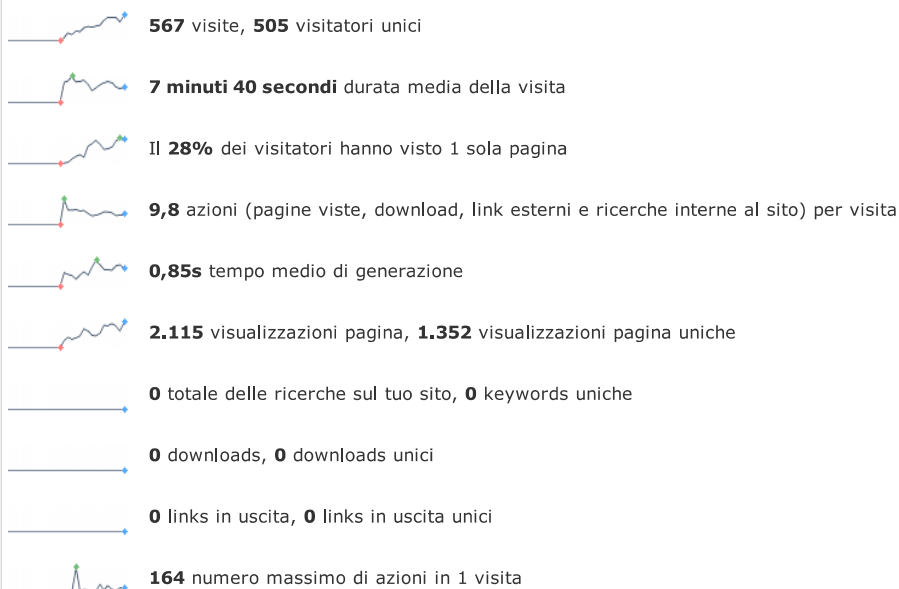 567 visite, 505 visitatori unici
7 minuti 40 secondi durata media della visita
Il 28% dei visitatori hanno visto 1 sola pagina
9,8 azioni (pagine viste, download, link esterni e ricerche interne al sito) per visita
0,85s tempo medio di generazione
2.115 visualizzazioni pagina, 1.352 visualizzazioni pagina uniche
0 totale delle ricerche sul tuo sito, 0 keywords uniche
0 downloads, 0 downloads unici
0 links in uscita, 0 links in uscita unici
164 numero massimo di azioni in 1 visita